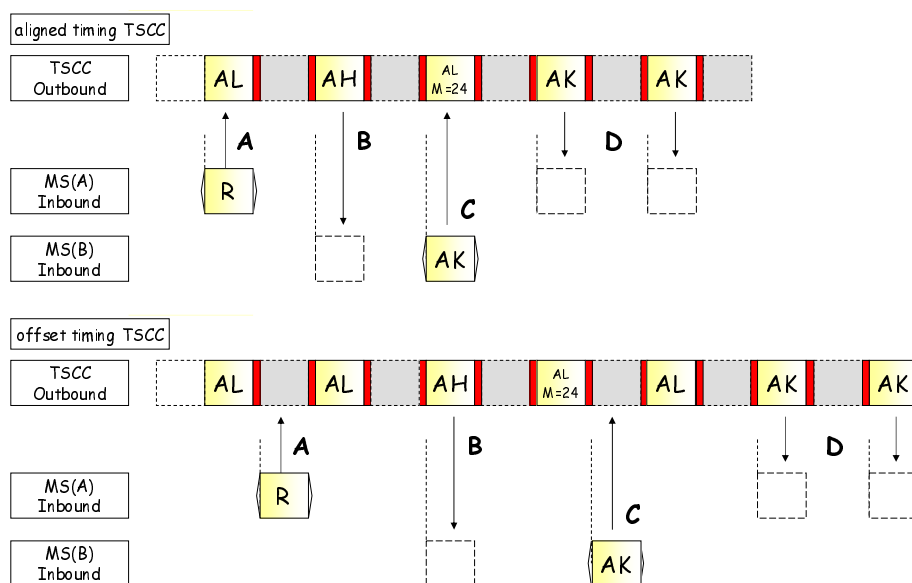 aligned timing TSCC
TSCC
Outbound
AL
AH
AL
M=24
AK
AK
A
B
D
MS(A)
Inbound
R
C
MS(B)
Inbound
AK
offset timing TSCC
TSCC
Outbound
AL
AL
AH
AL
M=24
AL
AK
AK
A
B
D
MS(A)
Inbound
R
C
MS(B)
Inbound
AK